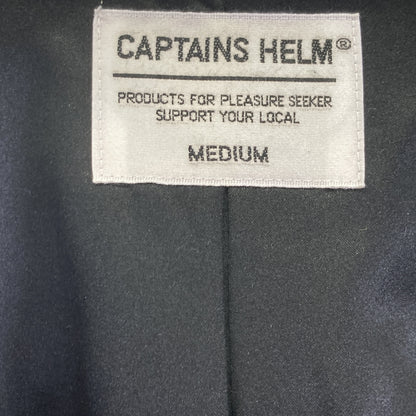 CAPTAINS HELM®
PRODUCTS FOR PLEASURE SEEKER
SUPPORT YOUR LOCAL
MEDIUM